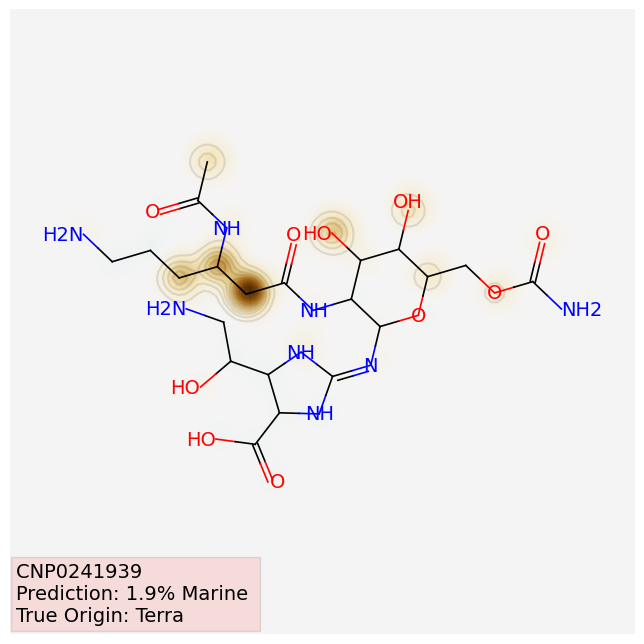 OH
HO
O
O
NH
H2N
O
O
NH
O
NH2
H2N
NH
N
HO
NH
HO
O
CNP0241939
Prediction: 1.9% Marine
True Origin: Terra